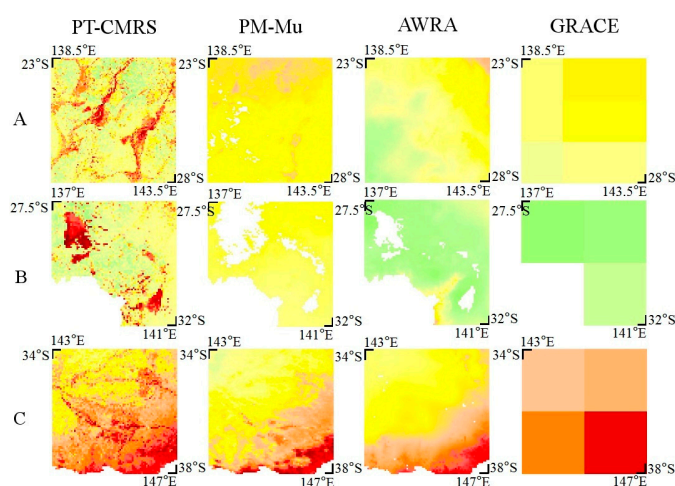 PT-CMRS PM-Mu AWRA GRACE
138.5°E 138.5°E 138.5°E 138.5°E
23°S 23°S 23°S 23°S
A
28°S 28°S 28°S 28°S
143.5°E 143.5°E 143.5°E 143.5°E
137°E 137°E 137°E 137°E
27.5°S 27.5°S 27.5°S 27.5°S
B
32°S 32°S 32°S 32°S
141°E 141°E 141°E 141°E
143°E 143°E 143°E 143°E
34°S 34°S 34°S 34°S
C
38°S 38°S 38°S 38°S
147°E 147°E 147°E 147°E